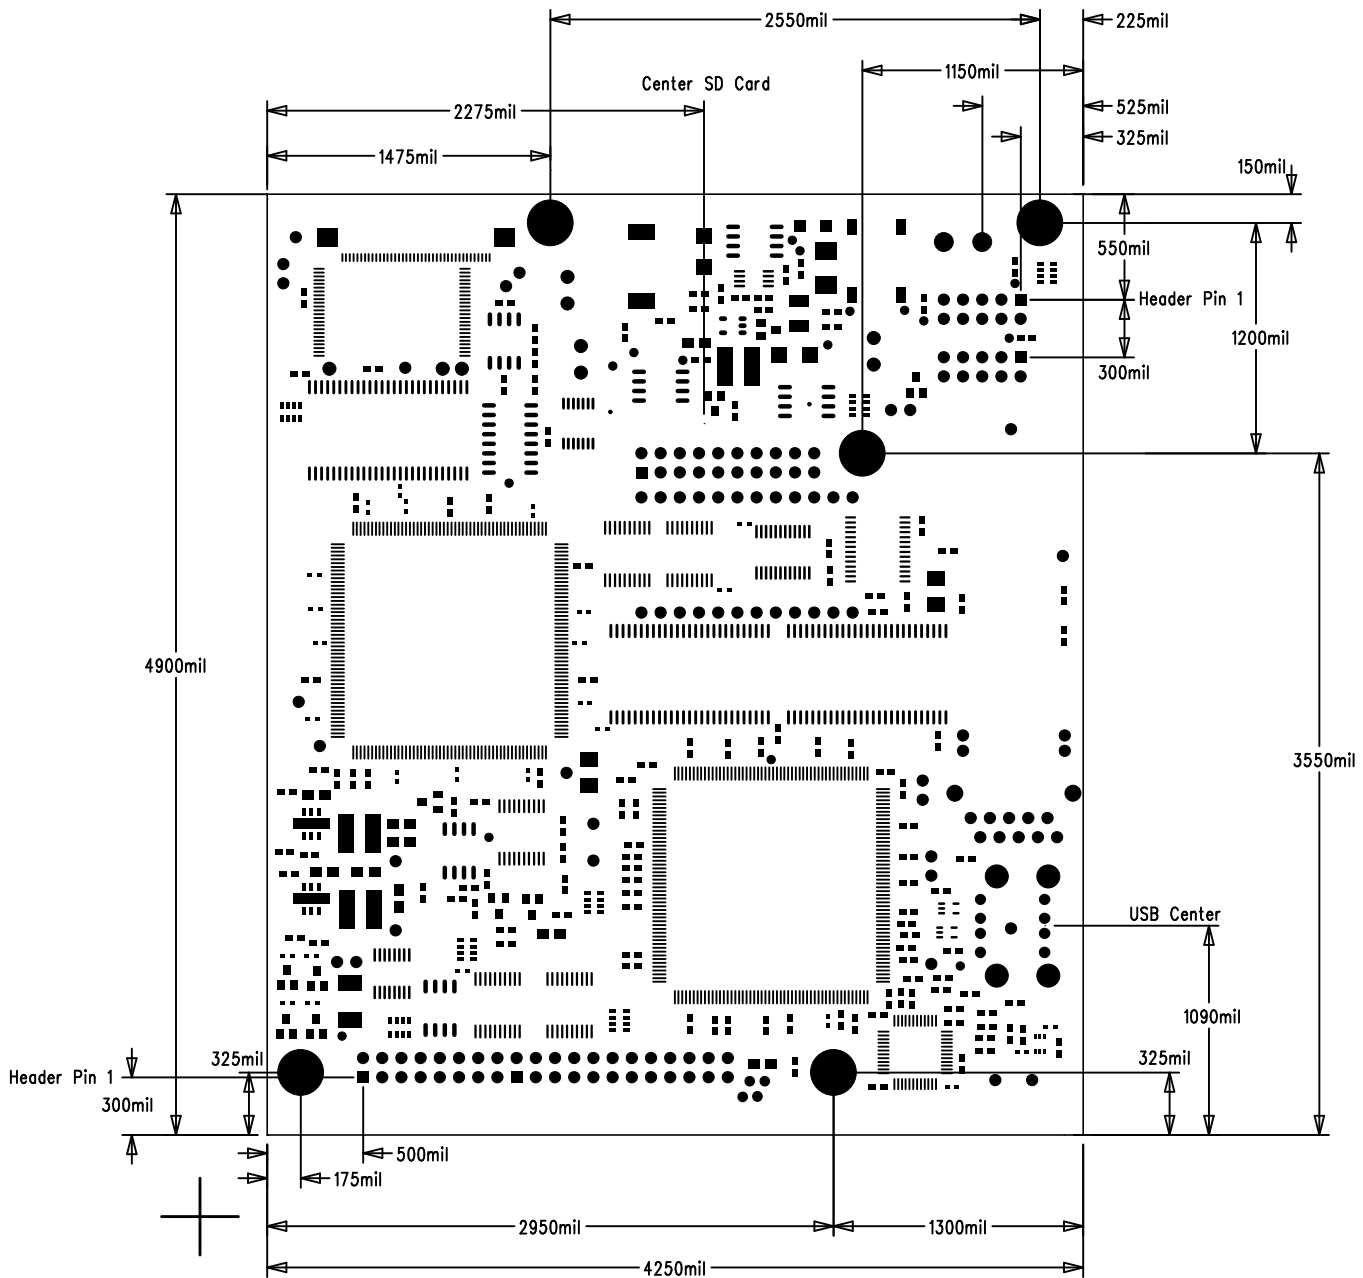 2550mil
225mil
1150mil
Center SD Card
2275mil
525mil
325mil
1475mil
150mil
550mil
Header Pin 1
1200mil
300mil
4900mil
3550mil
USB Center
1090mil
325mil
325mil
Header Pin 1
300mil
500mil
175mil
2950mil
1300mil
4250mil